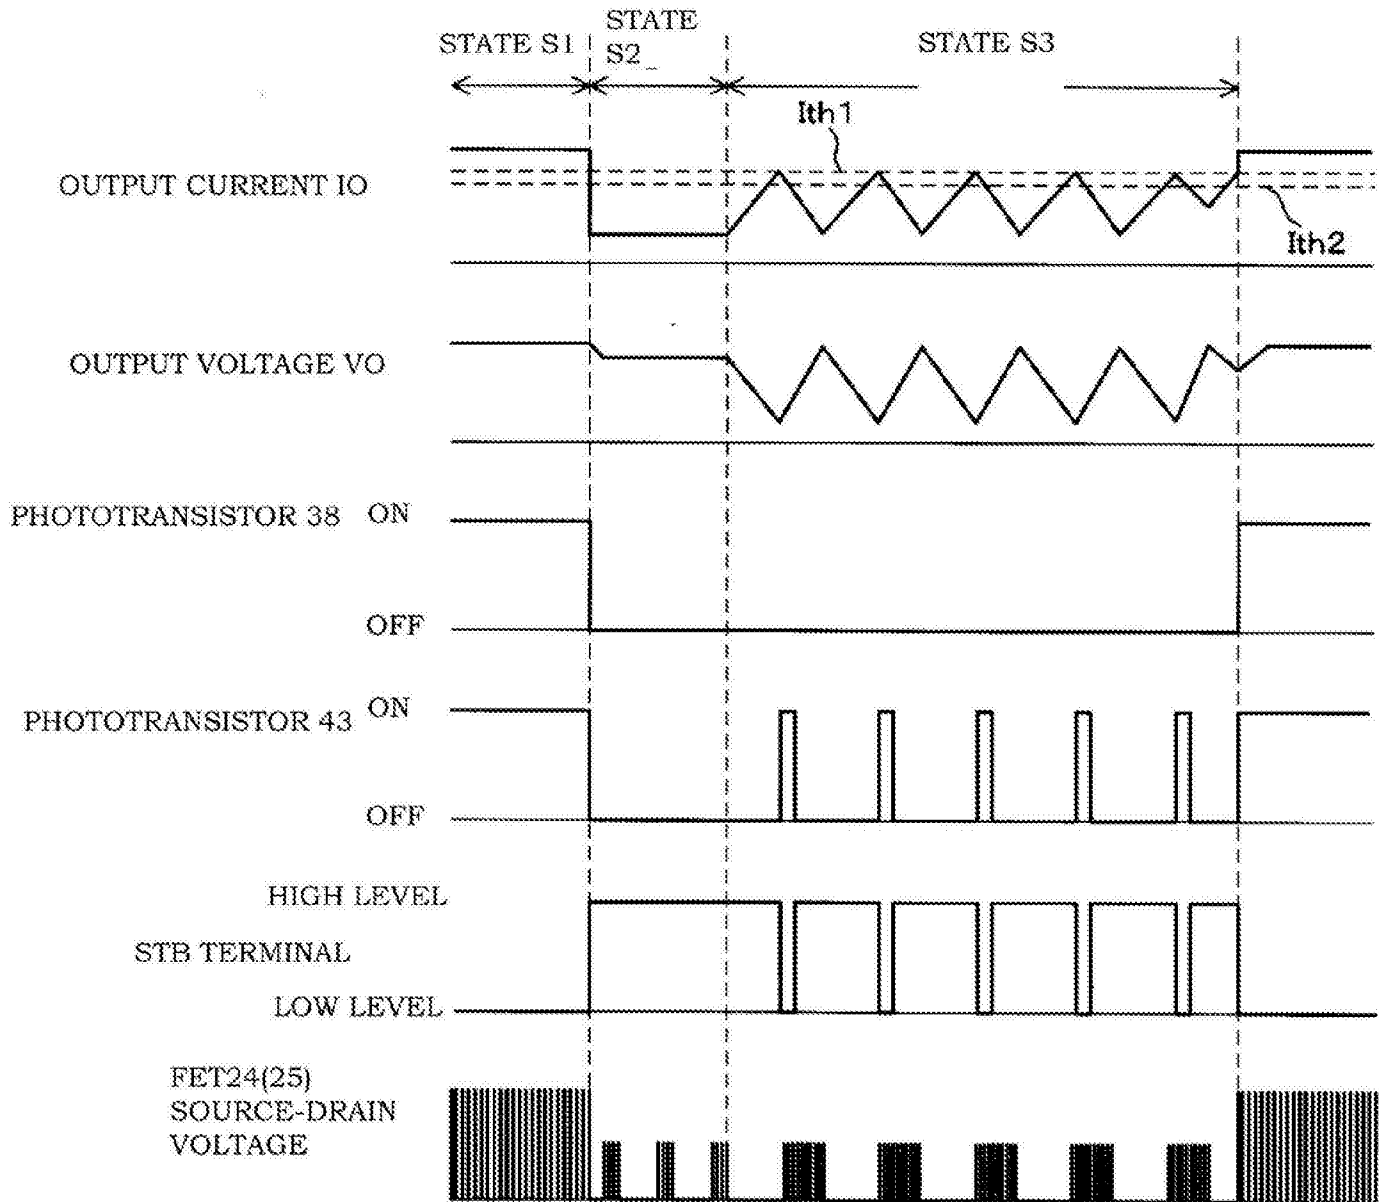 STATE S1
STATE
S2
STATE S3
Ith1
OUTPUT CURRENT IO
Ith2
OUTPUT VOLTAGE VO
PHOTOTRANSISTOR 38 ON
OFF
PHOTOTRANSISTOR 43 ON
OFF
HIGH LEVEL
STB TERMINAL
LOW LEVEL
FET24(25)
SOURCE-DRAIN
VOLTAGE